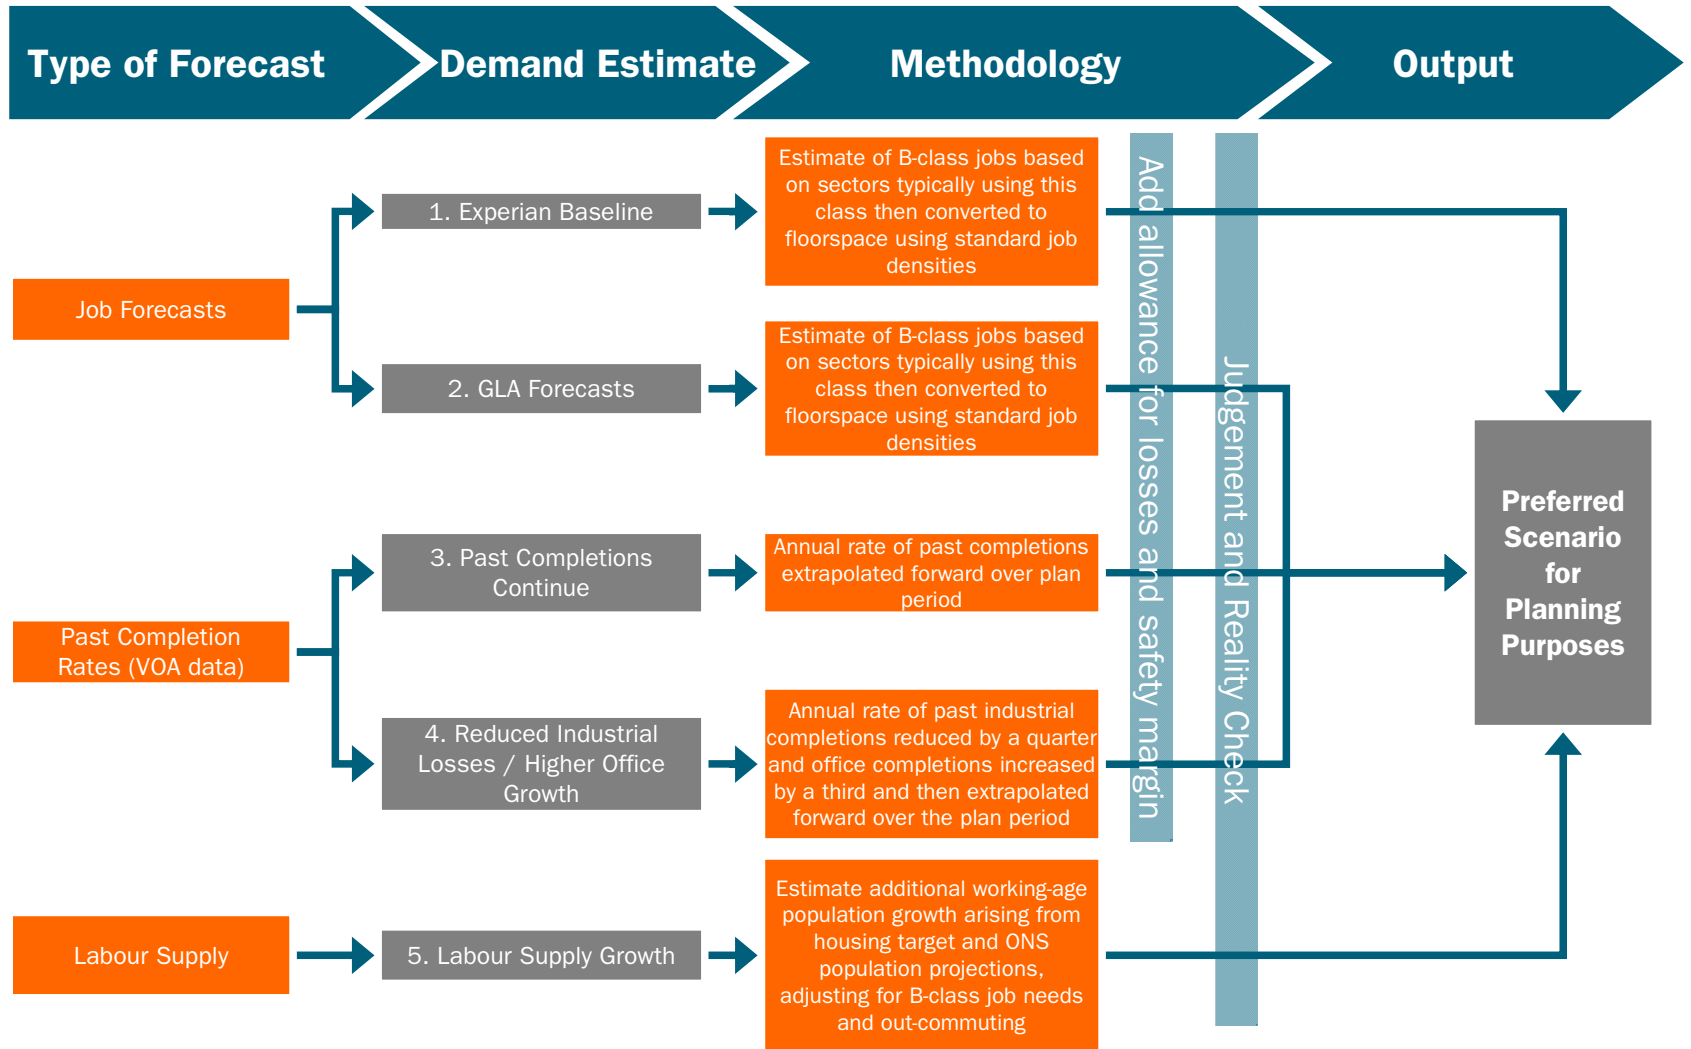 Type of Forecast
Demand Estimate
Methodology
Output
Job Forecasts
1. Experian Baseline
Estimate of B-class jobs based
on sectors typically using this
class then converted to
floorspace using standard job
densities
2. GLA Forecasts
Estimate of B-class jobs based
on sectors typically using this
class then converted to
floorspace using standard job
densities
Past Completion
Rates (VOA data)
3. Past Completions
Continue
Annual rate of past completions
extrapolated forward over plan
period
4. Reduced Industrial
Losses / Higher Office
Growth
Annual rate of past industrial
completions reduced by a quarter
and office completions increased
by a third and then extrapolated
forward over the plan period
Labour Supply
5. Labour Supply Growth
Estimate additional working-age
population growth arising from
housing target and ONS
population projections,
adjusting for B-class job needs
and out-commuting
Add allowance for losses and safety margin
Judgement and Reality Check
Preferred
Scenario
for
Planning
Purposes